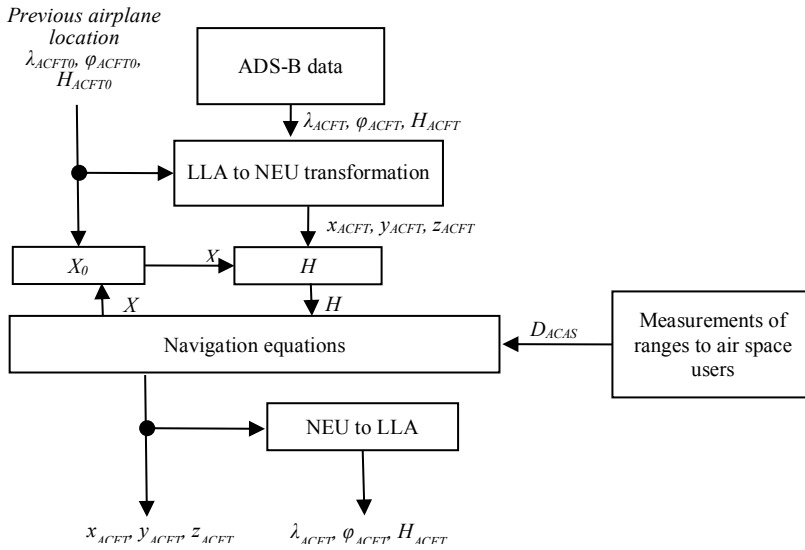 Previous airplane
location
λACFT0, φACFT0,
HACFT0
ADS-B data
λACFT, φACFT, HACFT
LLA to NEU transformation
xACFT, yACFT, zACFT
X0
X
H
X
H
Navigation equations
DACAS
Measurements of
ranges to air space
users
NEU to LLA
xACFT, yACFT, zACFT
λACFT, φACFT, HACFT